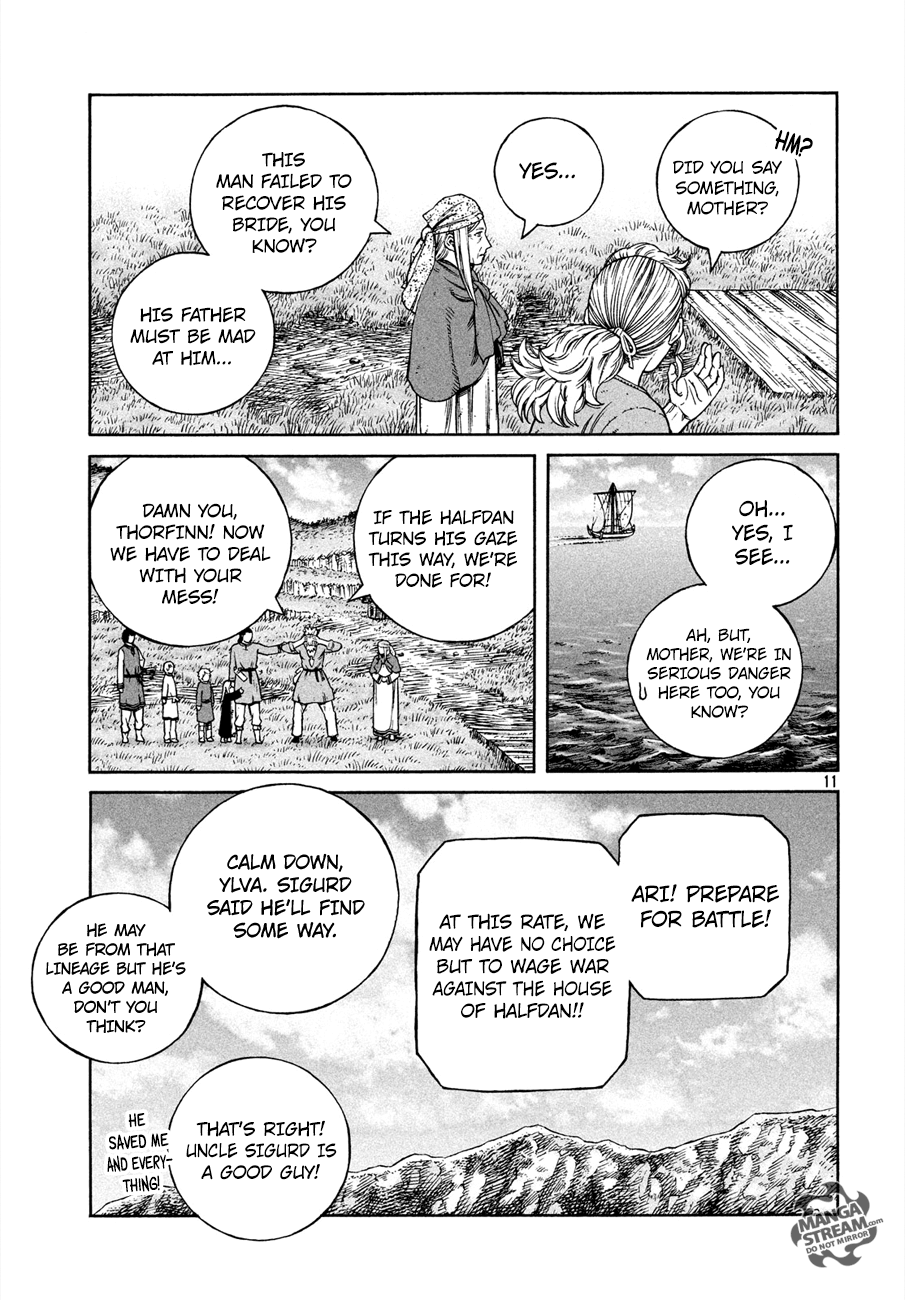 HM?
DID YOU SAY
SOMETHING,
MOTHER?
YES...
THIS
MAN FAILED TO
RECOVER HIS
BRIDE, YOU
KNOW?
HIS FATHER
MUST BE MAD
AT HIM...
OH...
YES, I
SEE...
AH, BUT,
MOTHER, WE'RE IN
SERIOUS DANGER
HERE TOO, YOU
KNOW?
IF THE HALFDAN
TURNS HIS GAZE
THIS WAY, WE'RE
DONE FOR!
DAMN YOU,
THORFINN! NOW
WE HAVE TO DEAL
WITH YOUR
MESS!
11
ARI! PREPARE
FOR BATTLE!
AT THIS RATE, WE
MAY HAVE NO CHOICE
BUT TO WAGE WAR
AGAINST THE HOUSE
OF HALFDAN!!
CALM DOWN,
YLVA. SIGURD
SAID HE'LL FIND
SOME WAY.
HE MAY
BE FROM THAT
LINEAGE BUT HE'S
A GOOD MAN,
DON'T YOU
THINK?
THAT'S RIGHT!
UNCLE SIGURD IS
A GOOD GUY!
HE
SAVED ME
AND EVERY-
THING!
MANGA
STREAM.com
DO NOT MIRROR